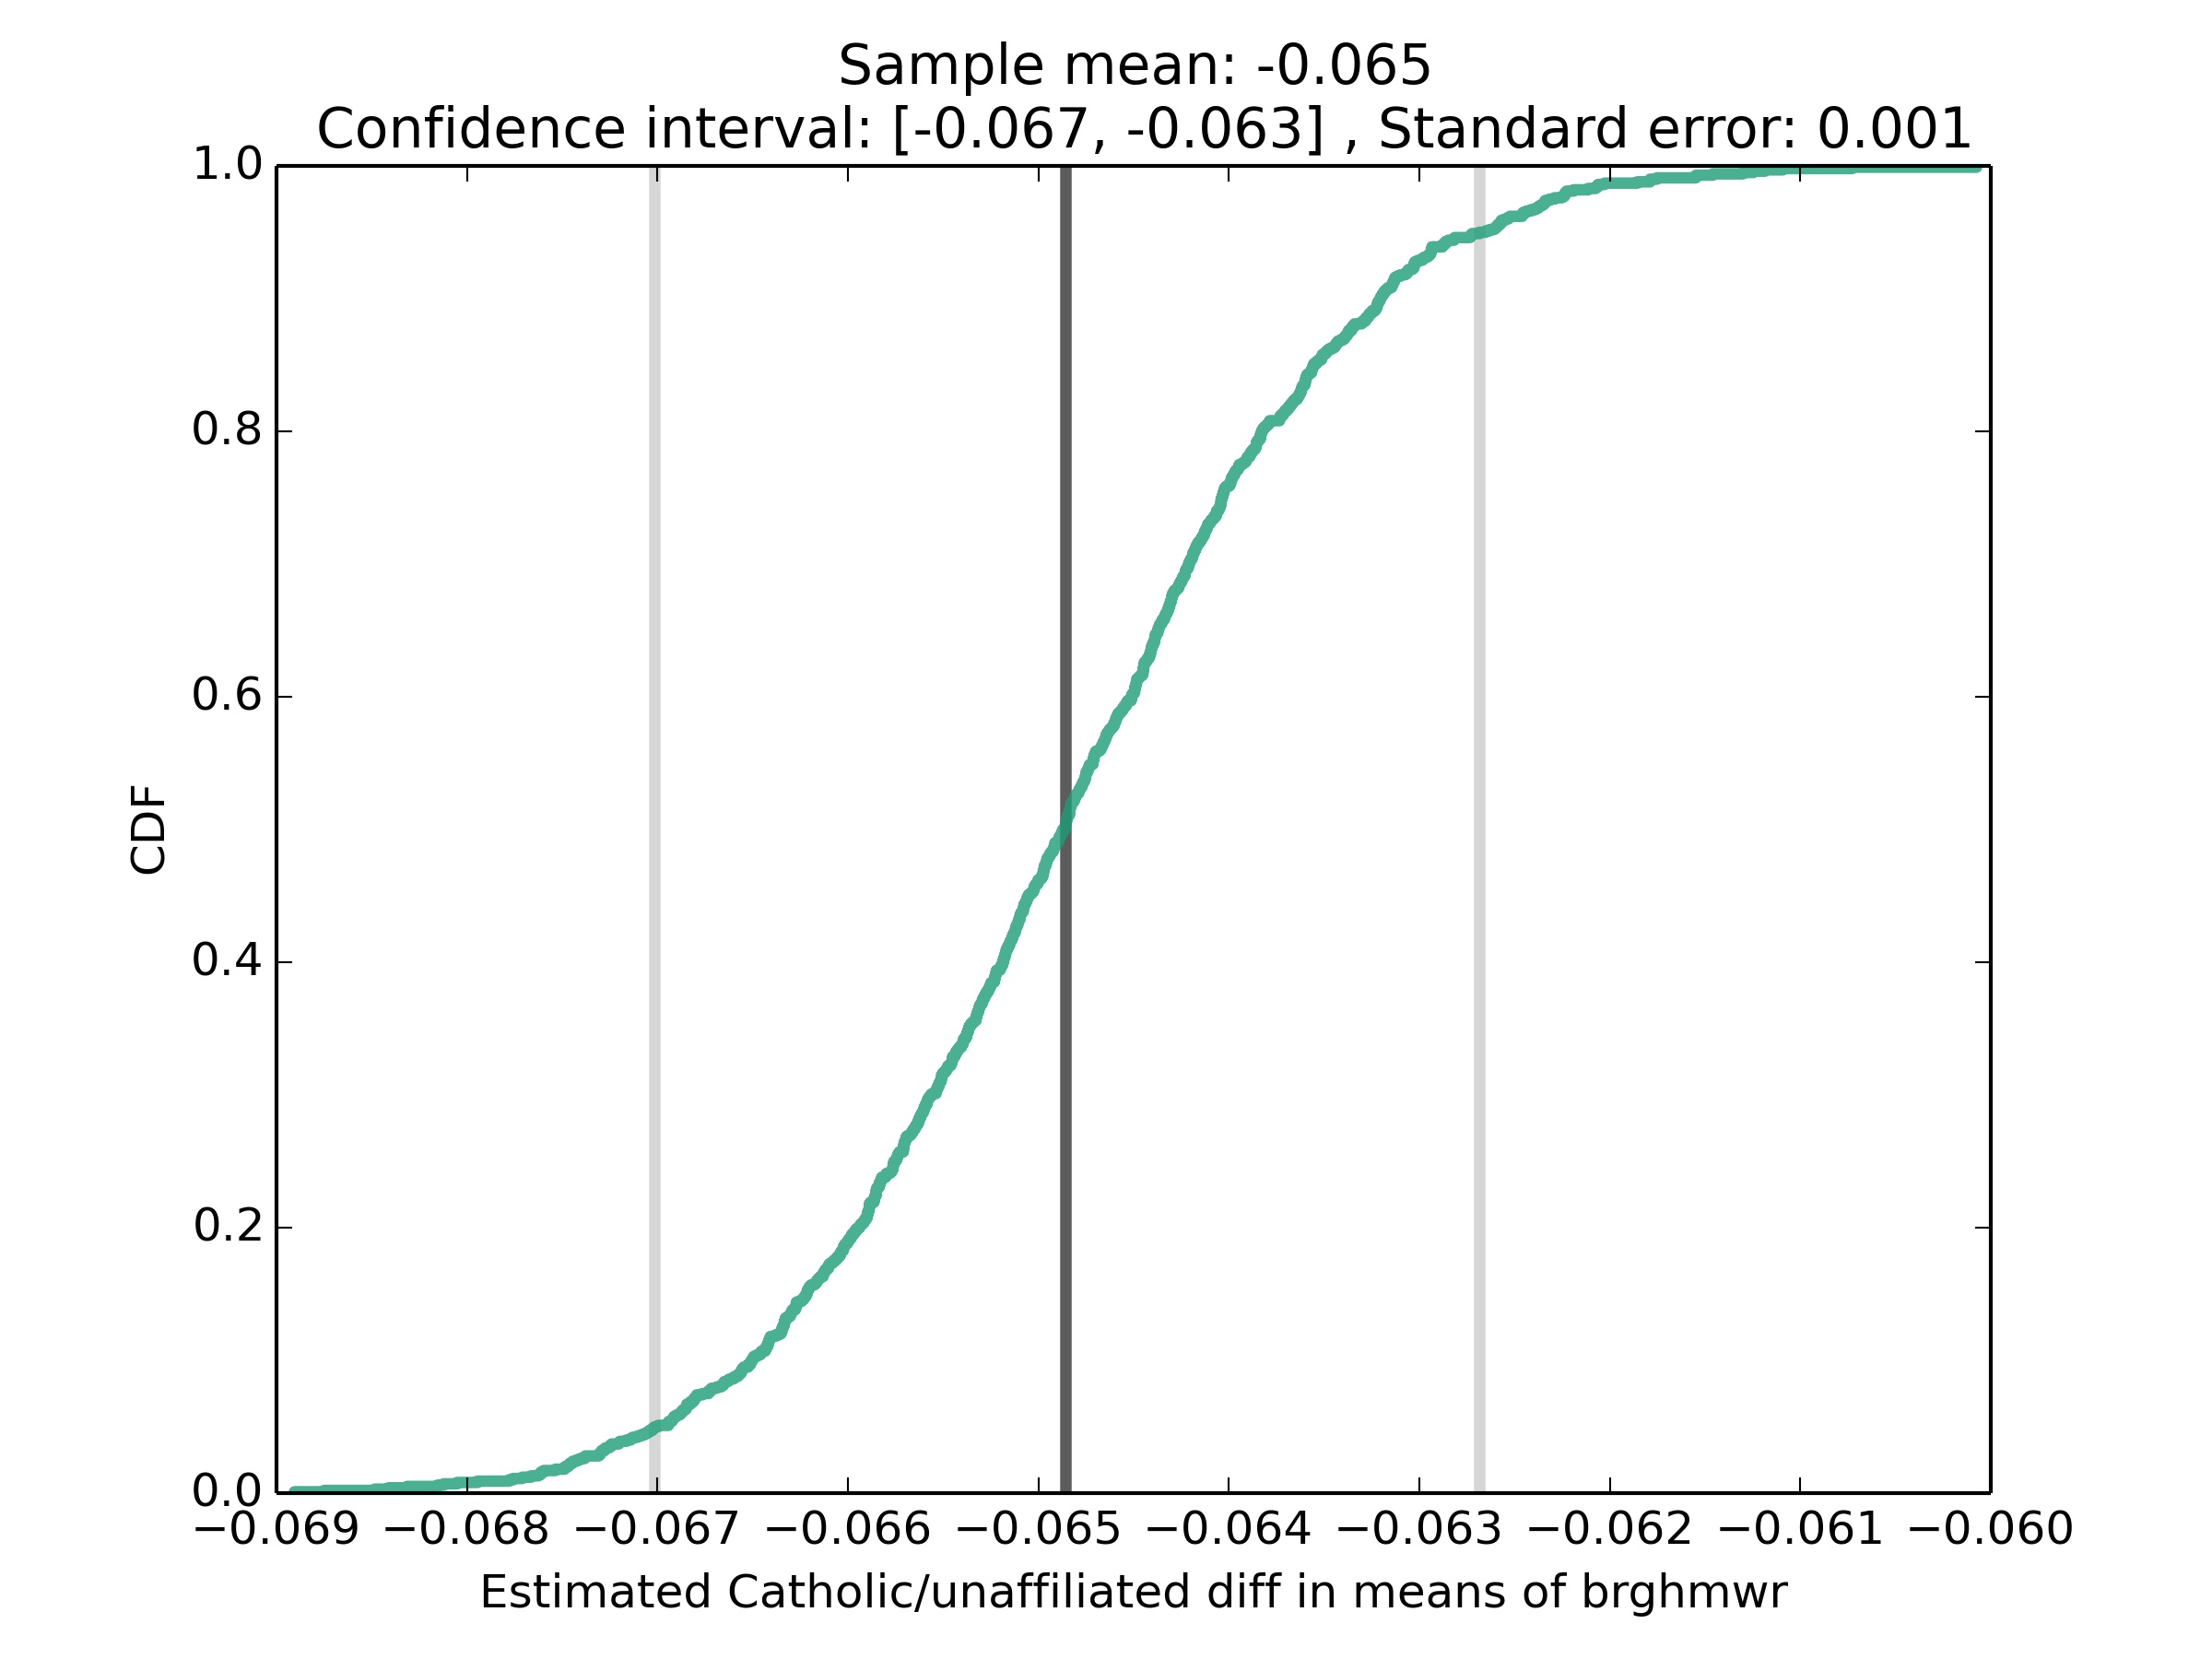 Sample mean: -0.065
Confidence interval: [-0.067, -0.063] , Standard error: 0.001
1.0
0.8
0.6
0.4
0.2
0.0
CDF
−0.069 −0.068 −0.067 −0.066 −0.065 −0.064 −0.063 −0.062 −0.061 −0.060
Estimated Catholic/unaffiliated diff in means of brghmwr